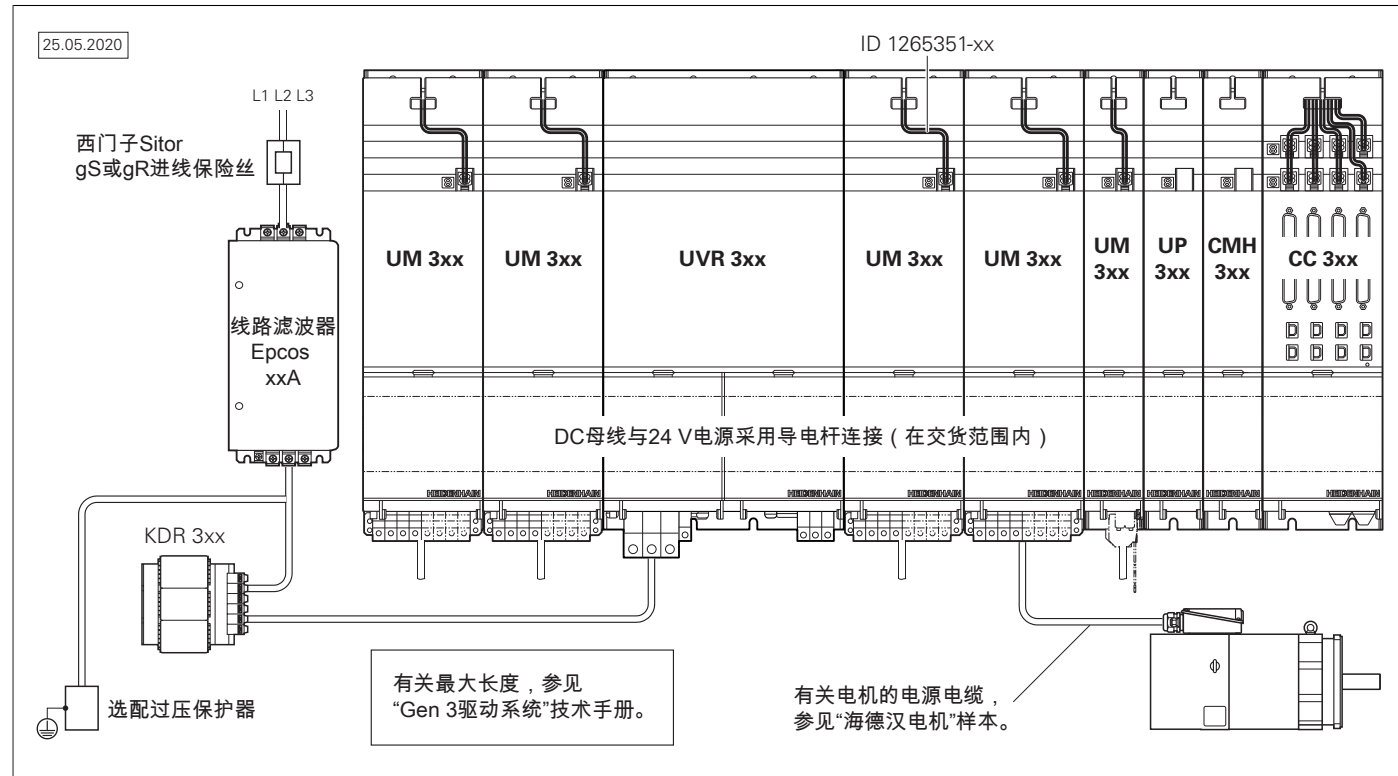 25.05.2020
ID 1265351-xx
L1 L2 L3
西门子Sitor
gS或gR进线保险丝
UM 3xx
UM 3xx
UVR 3xx
UM 3xx
UM 3xx
UM
3xx
UP
3xx
CMH
3xx
CC 3xx
线路滤波器
Epcos
xxA
DC母线与24 V电源采用导电杆连接（在交货范围内）
HEIDENHAIN
HEIDENHAIN
HEIDENHAIN
HEIDENHAIN
HEIDENHAIN
HEIDENHAIN
HEIDENHAIN
HEIDENHAIN
HEIDENHAIN
HEIDENHAIN
KDR 3xx
选配过压保护器
有关最大长度，参见
“Gen 3驱动系统”技术手册。
有关电机的电源电缆，
参见“海德汉电机”样本。